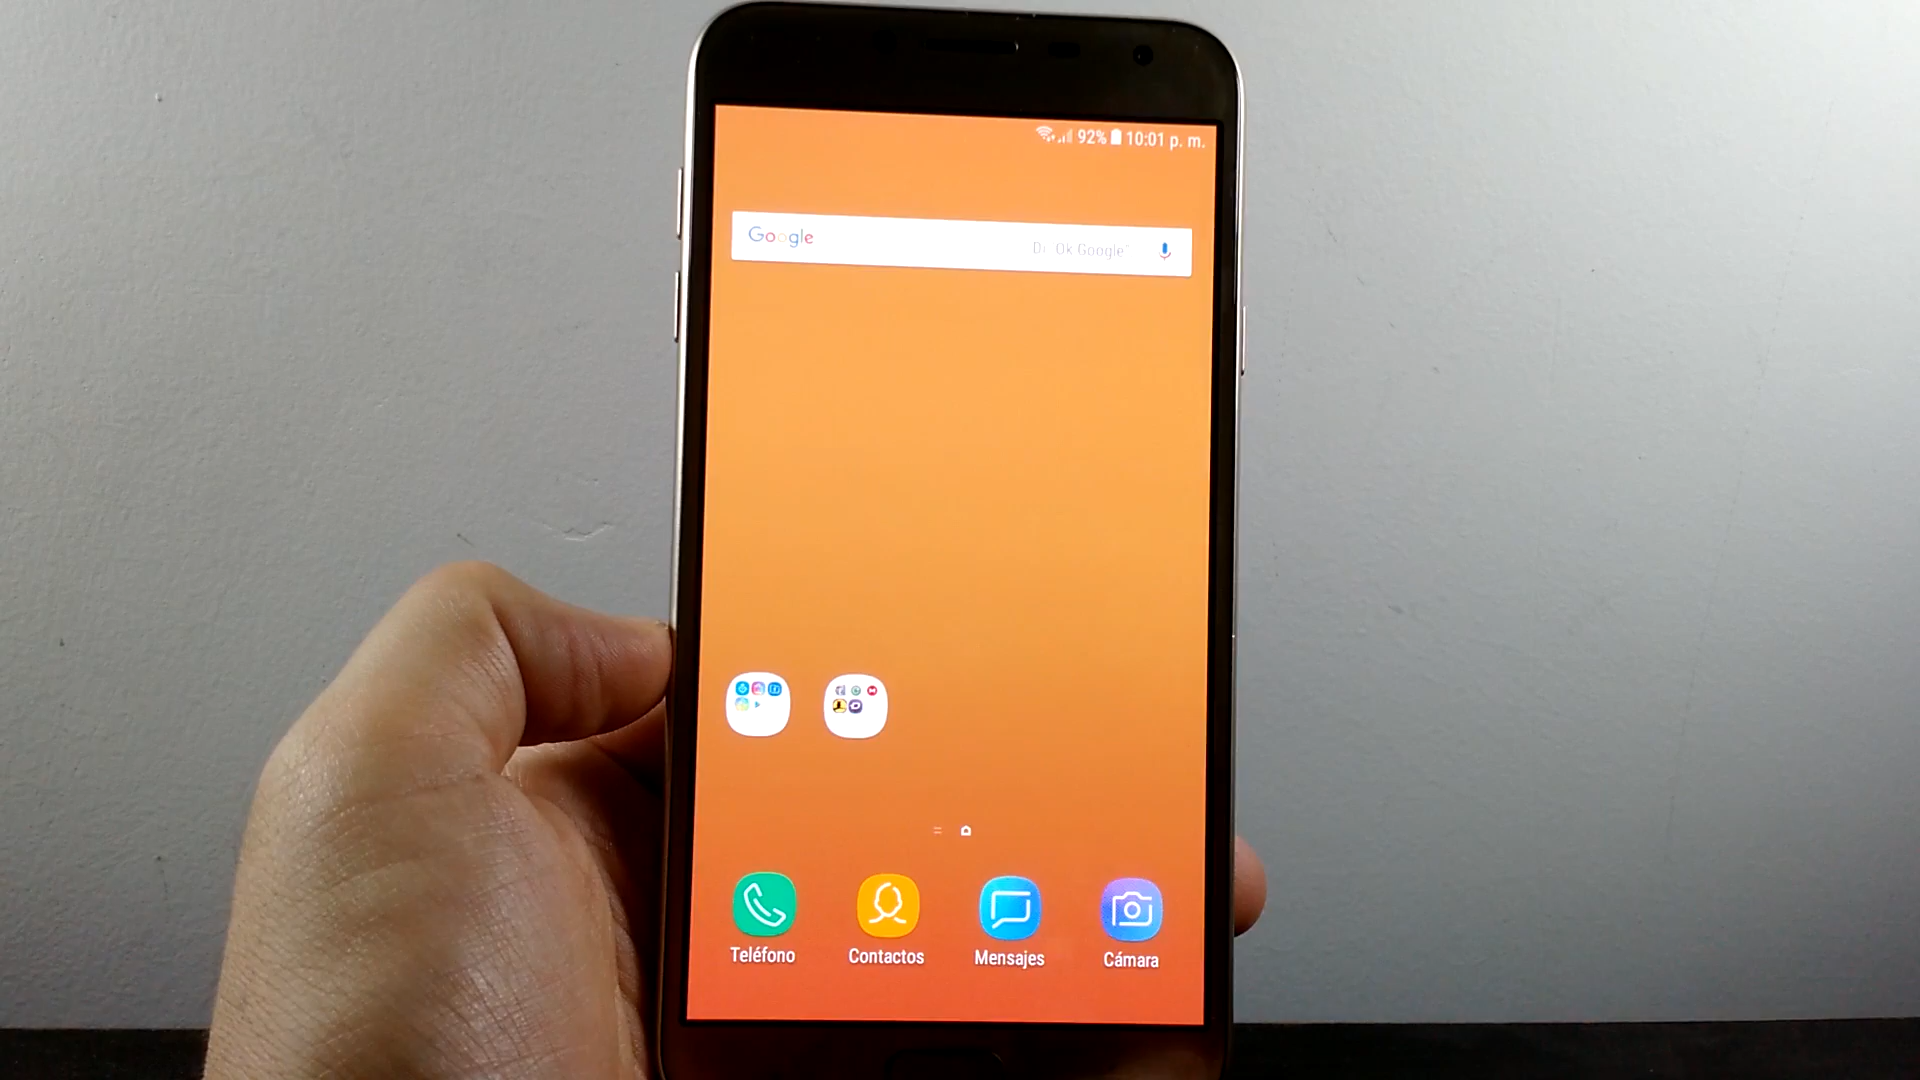 92% 10:01 p. m.
Google Di "Ok Google"
Teléfono Contactos Mensajes Cámara